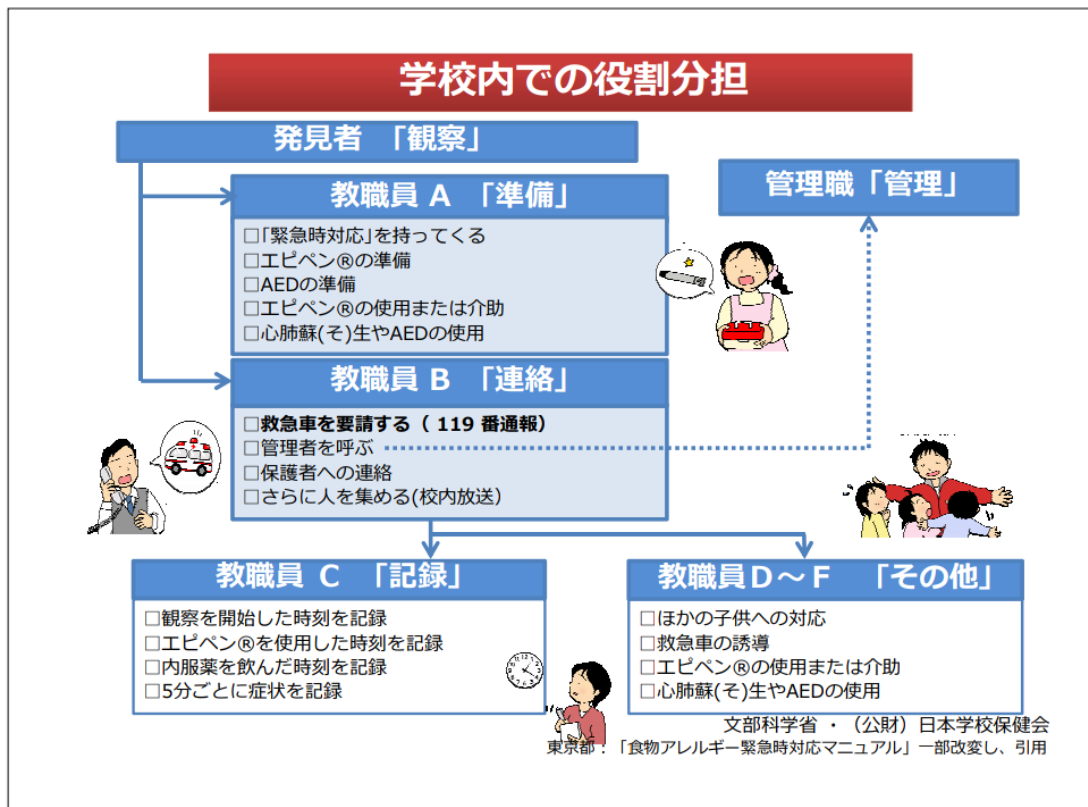 学校内での役割分担
発見者 「観察」
教職員 A 「準備」
□「緊急時対応」を持ってくる
□エピペン®の準備
□AEDの準備
□エピペン®の使用または介助
□心肺蘇(そ)生やAEDの使用
管理職「管理」
教職員 B 「連絡」
□救急車を要請する（ 119 番通報）
□管理者を呼ぶ
□保護者への連絡
□さらに人を集める(校内放送）
教職員 C 「記録」
□観察を開始した時刻を記録
□エピペン®を使用した時刻を記録
□内服薬を飲んだ時刻を記録
□5分ごとに症状を記録
教職員D～F 「その他」
□ほかの子供への対応
□救急車の誘導
□エピペン®の使用または介助
□心肺蘇(そ)生やAEDの使用
文部科学省 ・（公財）日本学校保健会
東京都：「食物アレルギー緊急時対応マニュアル」一部改変し、引用